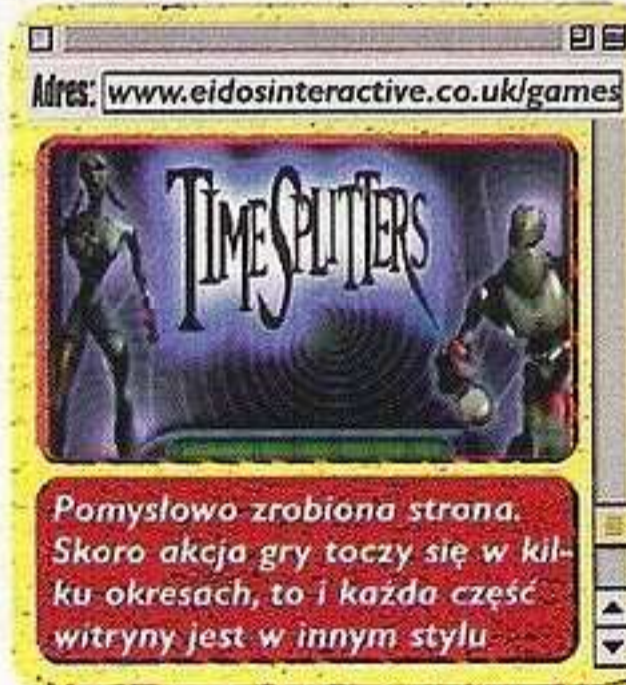 Adres: www.eidosinteractive.co.uk/games
TIMESPLITTERS
Pomysłowo zrobiona strona.
Skoro akcja gry toczy się w kil-
ku okresach, to i każda część
witryny jest w innym stylu